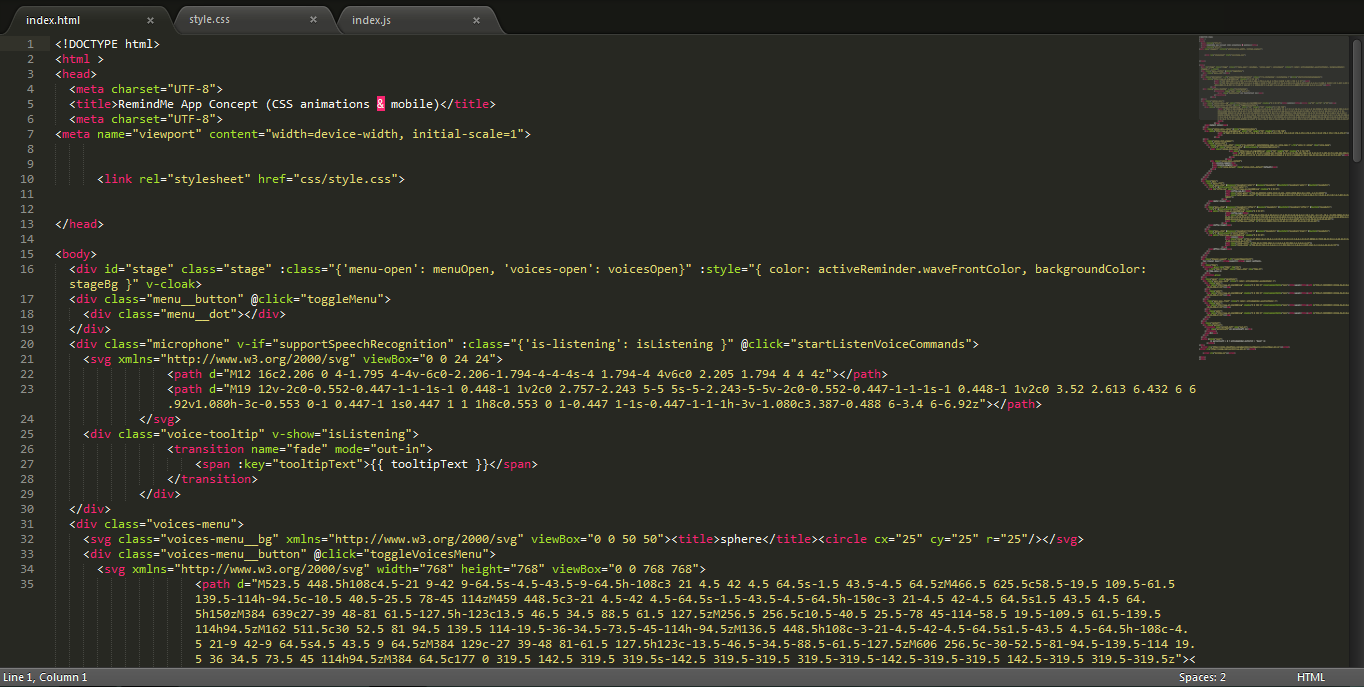 index.html × style.css × index.js ×
1 <!DOCTYPE html>
2 <html >
3 <head>
4 <meta charset="UTF-8">
5 <title>RemindMe App Concept (CSS animations & mobile)</title>
6 <meta charset="UTF-8">
7 <meta name="viewport" content="width=device-width, initial-scale=1">
8
9
10 <link rel="stylesheet" href="css/style.css">
11
12
13 </head>
14
15 <body>
16 <div id="stage" class="stage" :class="{'menu-open': menuOpen, 'voices-open': voicesOpen}" :style="{ color: activeReminder.waveFrontColor, backgroundColor:
stageBg }" v-cloak>
17 <div class="menu__button" @click="toggleMenu">
18 <div class="menu__dot"></div>
19 </div>
20 <div class="microphone" v-if="supportSpeechRecognition" :class="{'is-listening': isListening }" @click="startListenVoiceCommands">
21 <svg xmlns="http://www.w3.org/2000/svg" viewBox="0 0 24 24">
22 <path d="M12 16c2.206 0 4-1.795 4-4v-6c0-2.206-1.794-4-4-4s-4 1.794-4 4v6c0 2.205 1.794 4 4 4z"></path>
23 <path d="M19 12v-2c0-0.552-0.447-1-1-1s-1 0.448-1 1v2c0 2.757-2.243 5-5 5s-5-2.243-5-5v-2c0-0.552-0.447-1-1-1s-1 0.448-1 1v2c0 3.52 2.613 6.432 6 6
.92v1.080h-3c-0.553 0-1 0.447-1 1s0.447 1 1 1h8c0.553 0 1-0.447 1-1s-0.447-1-1-1h-3v-1.080c3.387-0.488 6-3.4 6-6.92z"></path>
24 </svg>
25 <div class="voice-tooltip" v-show="isListening">
26 <transition name="fade" mode="out-in">
27 <span :key="tooltipText">{{ tooltipText }}</span>
28 </transition>
29 </div>
30 </div>
31 <div class="voices-menu">
32 <svg class="voices-menu__bg" xmlns="http://www.w3.org/2000/svg" viewBox="0 0 50 50"><title>sphere</title><circle cx="25" cy="25" r="25"/></svg>
33 <div class="voices-menu__button" @click="toggleVoicesMenu">
34 <svg xmlns="http://www.w3.org/2000/svg" width="768" height="768" viewBox="0 0 768 768">
35 <path d="M523.5 448.5h108c4.5-21 9-42 9-64.5s-4.5-43.5-9-64.5h-108c3 21 4.5 42 4.5 64.5s-1.5 43.5-4.5 64.5zM466.5 625.5c58.5-19.5 109.5-61.5
139.5-114h-94.5c-10.5 40.5-25.5 78-45 114zM459 448.5c3-21 4.5-42 4.5-64.5s-1.5-43.5-4.5-64.5h-150c-3 21-4.5 42-4.5 64.5s1.5 43.5 4.5 64.
5h150zM384 639c27-39 48-81 61.5-127.5h-123c13.5 46.5 34.5 88.5 61.5 127.5zM256.5 256.5c10.5-40.5 25.5-78 45-114-58.5 19.5-109.5 61.5-139.5
114h94.5zM162 511.5c30 52.5 81 94.5 139.5 114-19.5-36-34.5-73.5-45-114h-94.5zM136.5 448.5h108c-3-21-4.5-42-4.5-64.5s1.5-43.5 4.5-64.5h-108c-4.
5 21-9 42-9 64.5s4.5 43.5 9 64.5zM384 129c-27 39-48 81-61.5 127.5h123c-13.5-46.5-34.5-88.5-61.5-127.5zM606 256.5c-30-52.5-81-94.5-139.5-114 19.
5 36 34.5 73.5 45 114h94.5zM384 64.5c177 0 319.5 142.5 319.5 319.5s-142.5 319.5-319.5 319.5-319.5-142.5-319.5-319.5 142.5-319.5 319.5-319.5z"><
Line 1, Column 1 Spaces: 2 HTML